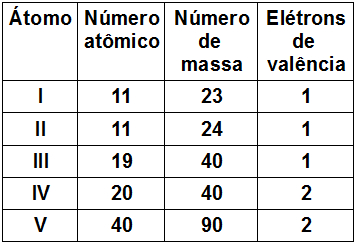 Átomo Número atômico Número de massa Elétrons de valência
I 11 23 1
II 11 24 1
III 19 40 1
IV 20 40 2
V 40 90 2